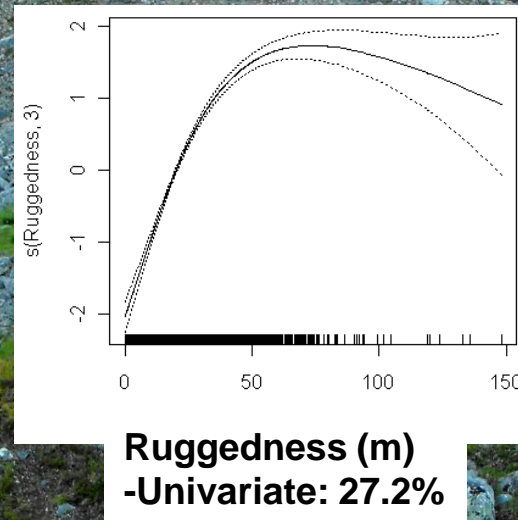 2
1
0
-1
-2
s(Ruggedness, 3)
0 50 100 150
Ruggedness (m)
-Univariate: 27.2%